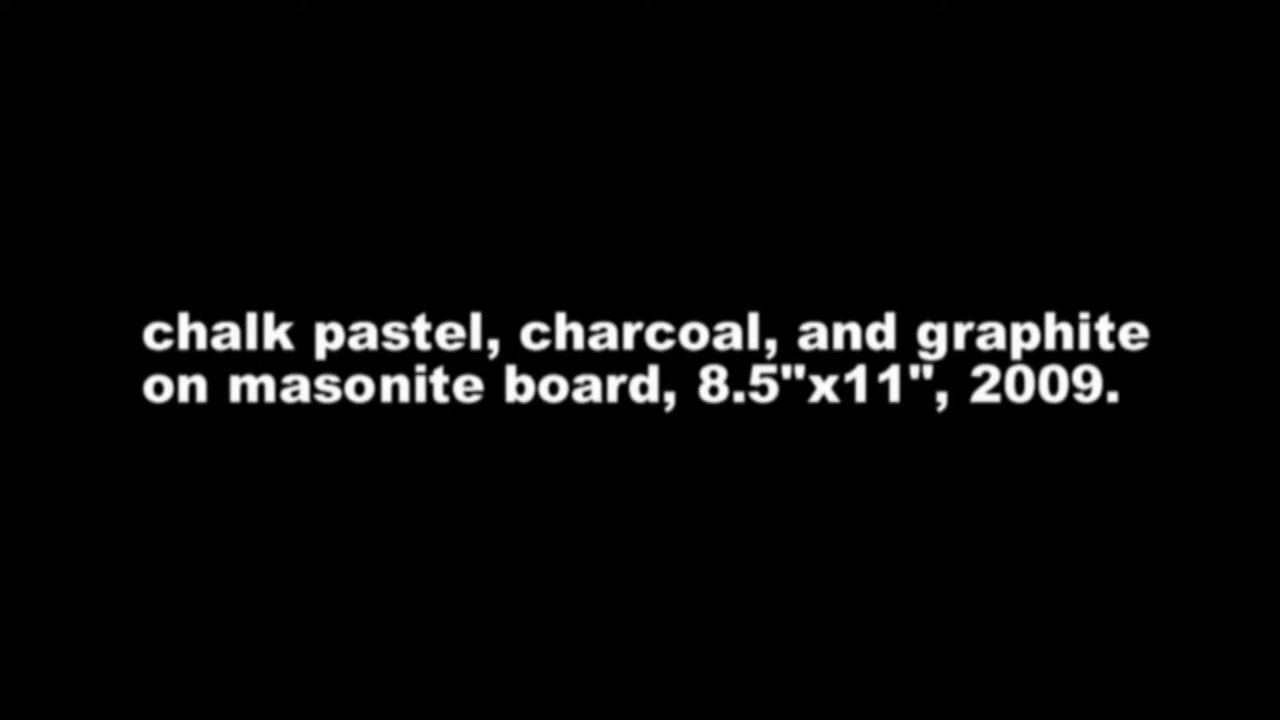 chalk pastel, charcoal, and graphite
on masonite board, 8.5"x11", 2009.